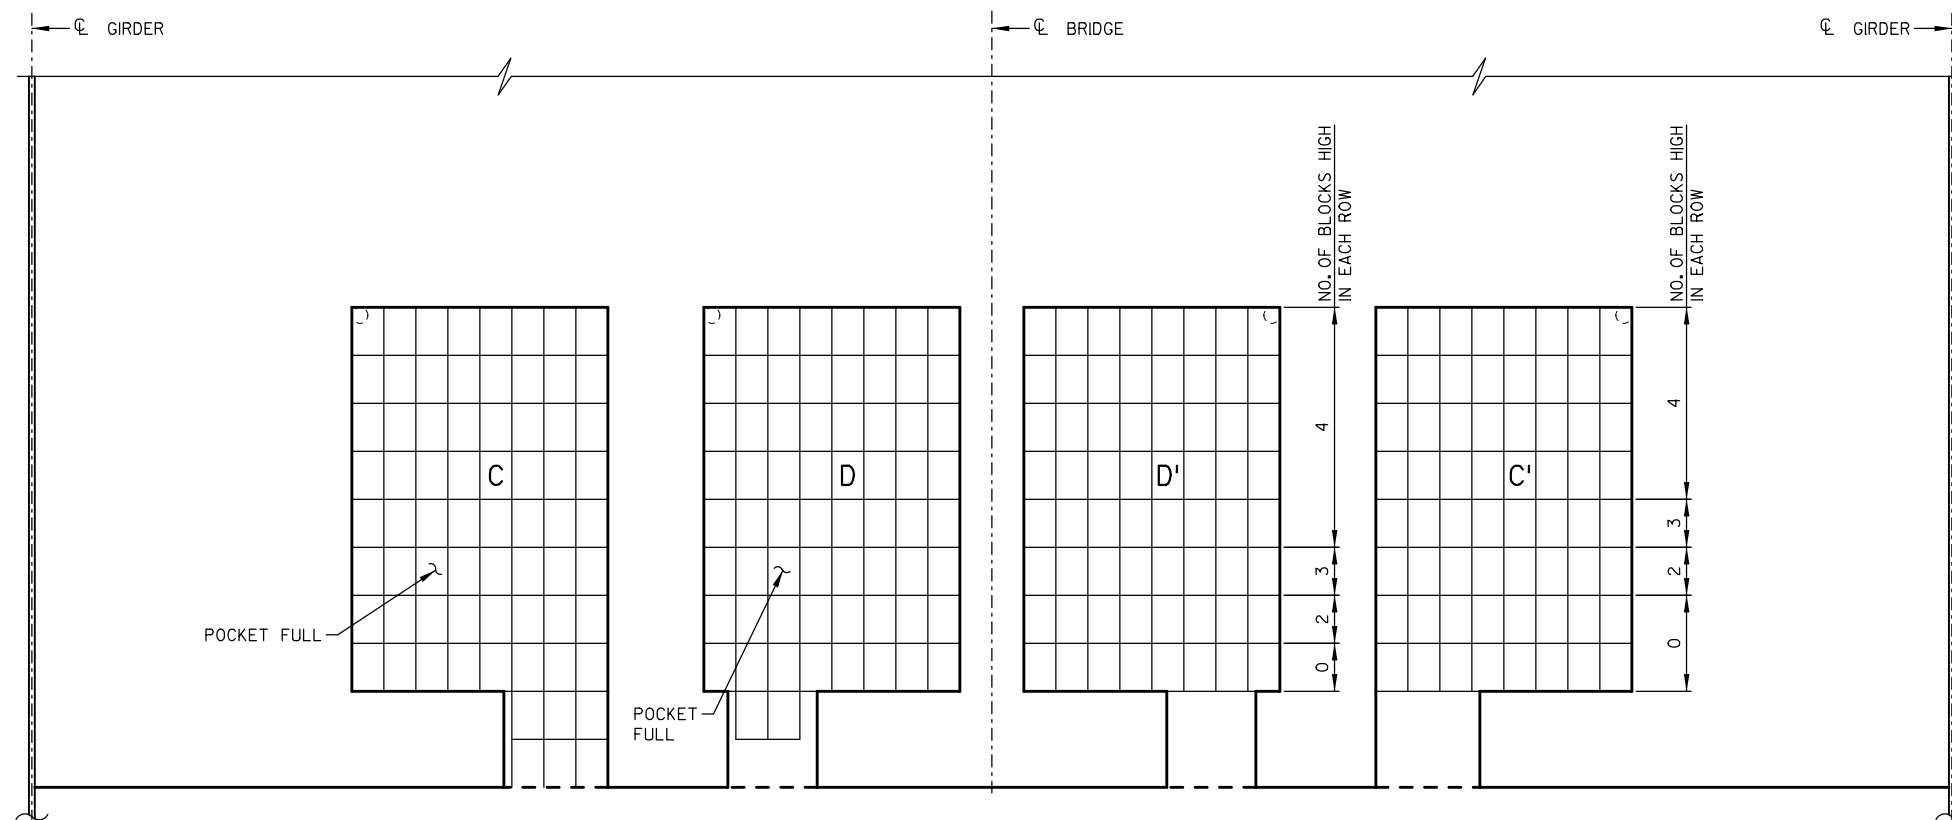 ℄ GIRDER
℄ BRIDGE
℄ GIRDER
NO. OF BLOCKS HIGH
IN EACH ROW
NO. OF BLOCKS HIGH
IN EACH ROW
C
D
D'
C'
4
3
2
0
4
3
2
0
POCKET FULL
POCKET
FULL